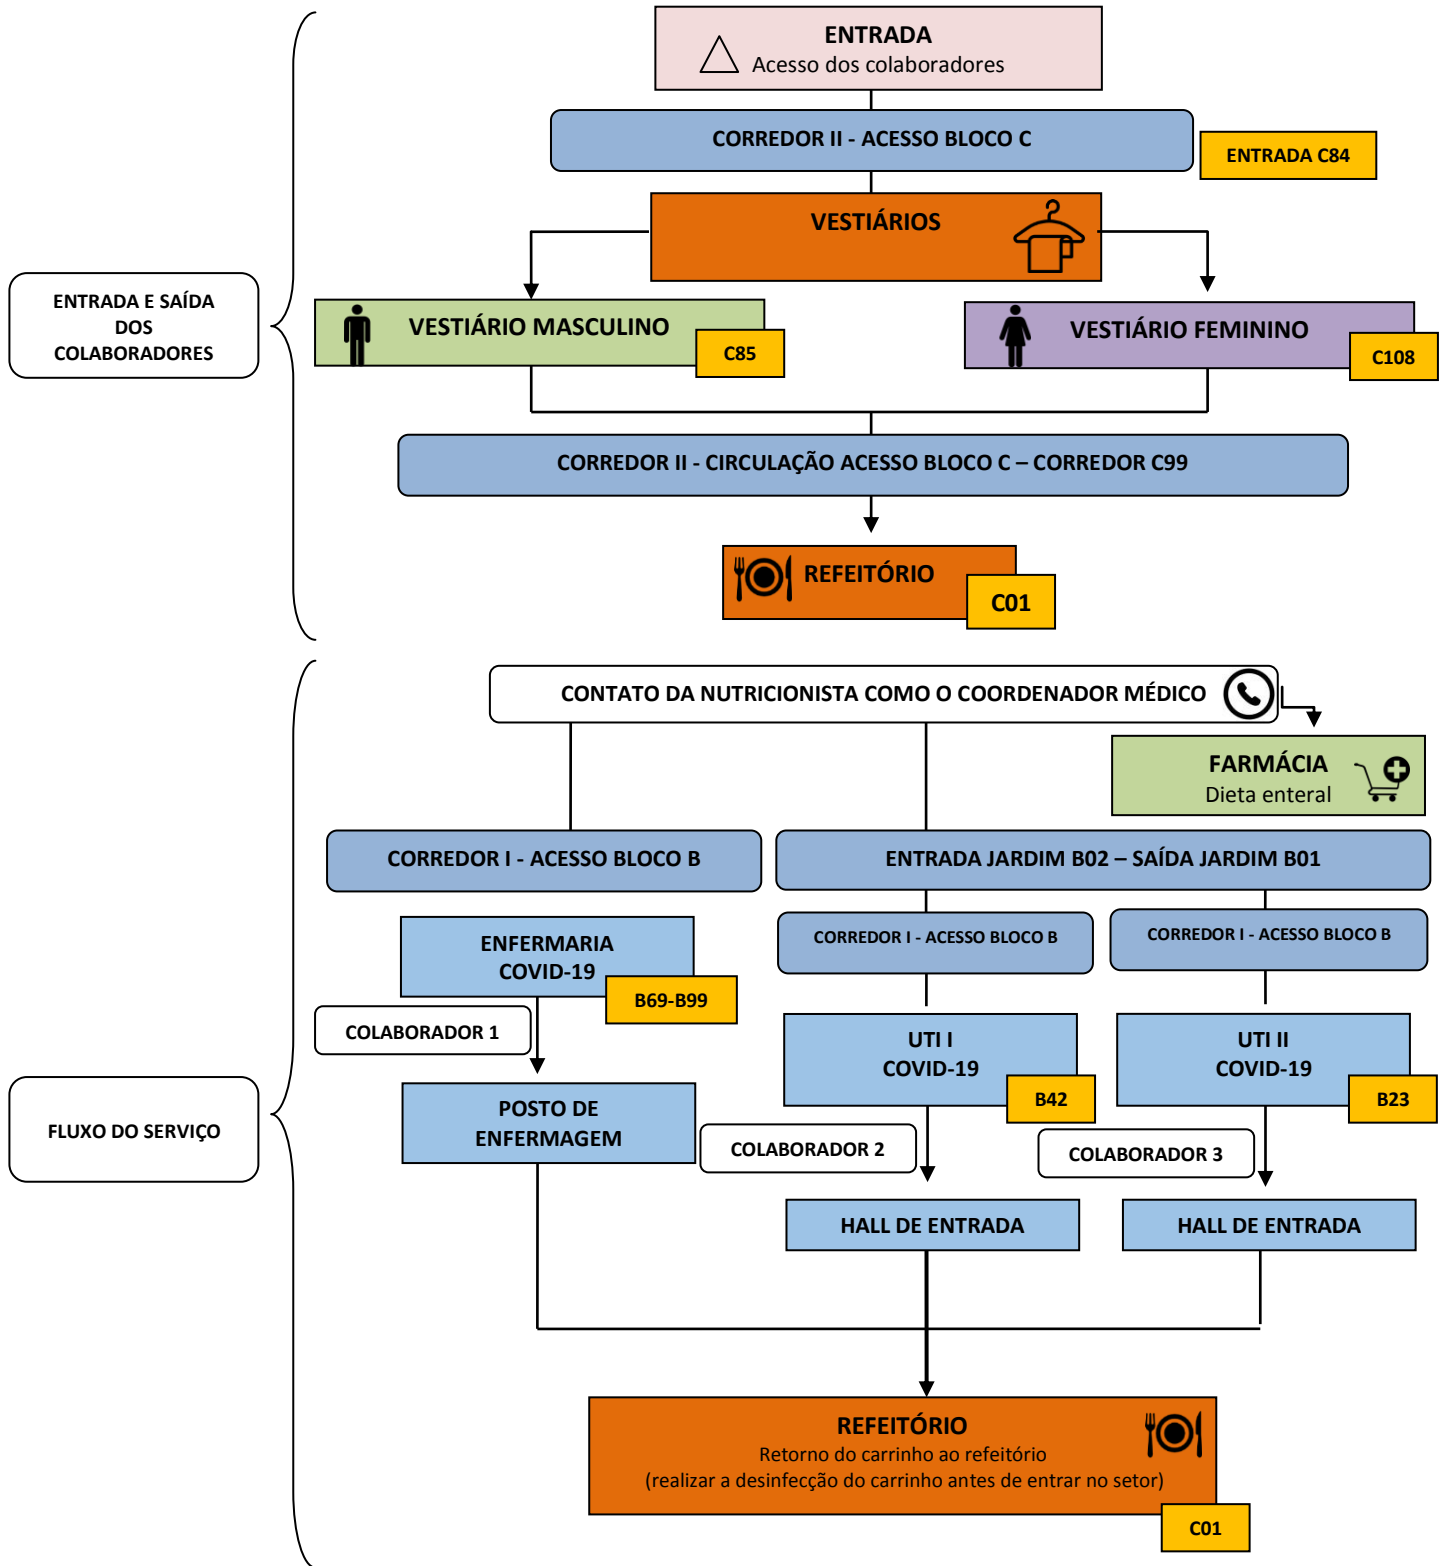 ENTRADA
Acesso dos colaboradores
CORREDOR II - ACESSO BLOCO C
ENTRADA C84
VESTIÁRIOS
ENTRADA E SAÍDA
DOS
COLABORADORES
VESTIÁRIO MASCULINO
C85
VESTIÁRIO FEMININO
C108
CORREDOR II - CIRCULAÇÃO ACESSO BLOCO C – CORREDOR C99
REFEITÓRIO
C01
CONTATO DA NUTRICIONISTA COMO O COORDENADOR MÉDICO
FARMÁCIA
Dieta enteral
CORREDOR I - ACESSO BLOCO B
ENTRADA JARDIM B02 – SAÍDA JARDIM B01
CORREDOR I - ACESSO BLOCO B
CORREDOR I - ACESSO BLOCO B
ENFERMARIA
COVID-19
B69-B99
COLABORADOR 1
UTI I
COVID-19
B42
UTI II
COVID-19
B23
FLUXO DO SERVIÇO
POSTO DE
ENFERMAGEM
COLABORADOR 2
COLABORADOR 3
HALL DE ENTRADA
HALL DE ENTRADA
REFEITÓRIO
Retorno do carrinho ao refeitório
(realizar a desinfecção do carrinho antes de entrar no setor)
C01